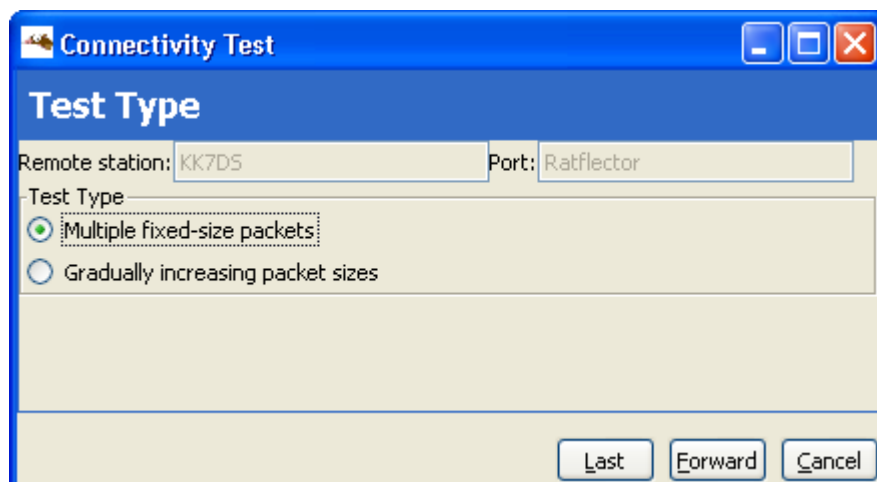 Connectivity Test
Test Type
Remote station: KK7DS Port: Ratflector
Test Type
Multiple fixed-size packets
Gradually increasing packet sizes
Last Forward Cancel